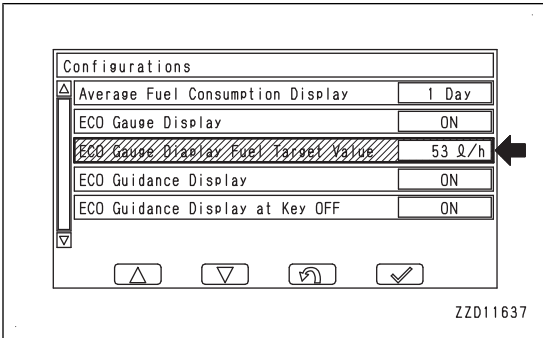 Configurations
Average Fuel Consumption Display 1 Day
ECO Gauge Display ON
ECO Gauge Diaplay Fuel Target Value 53 ℓ/h
ECO Guidance Display ON
ECO Guidance Display at Key OFF ON
ZZD11637